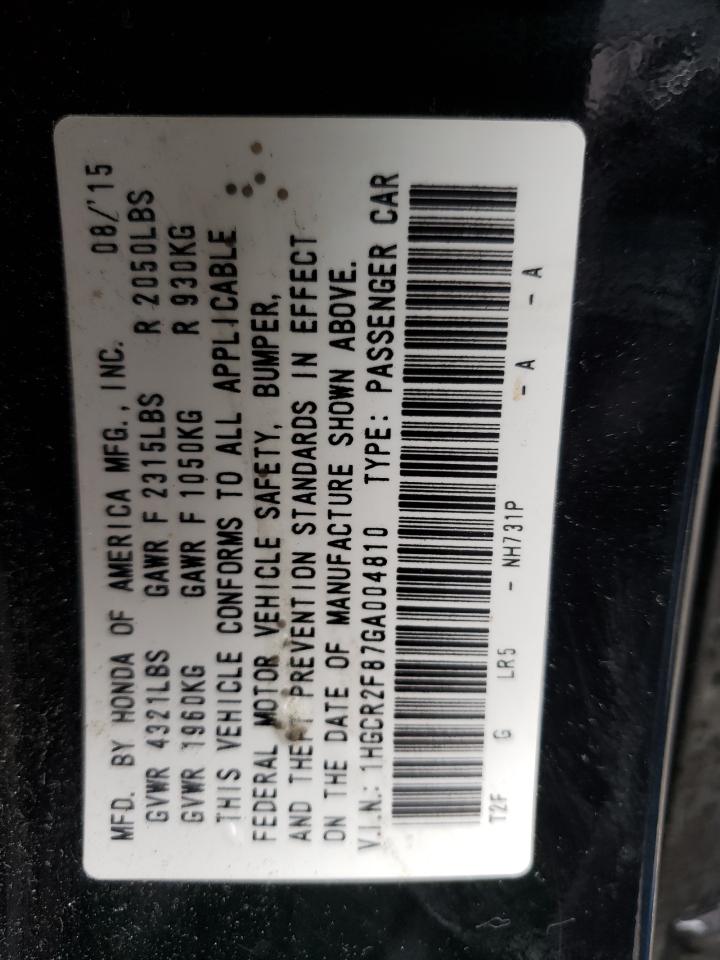 MFD. BY HONDA OF AMERICA MFG., INC. 08/'15
GVWR 4321LBS GAWR F 2315LBS R 2050LBS
GVWR 1960KG GAWR F 1050KG R 930KG
THIS VEHICLE CONFORMS TO ALL APPLICABLE
FEDERAL MOTOR VEHICLE SAFETY, BUMPER,
AND THEFT PREVENTION STANDARDS IN EFFECT
ON THE DATE OF MANUFACTURE SHOWN ABOVE.
V.I.N.: 1HGCR2F87GA004810 TYPE: PASSENGER CAR
T2F G LR5 - NH731P - A - A